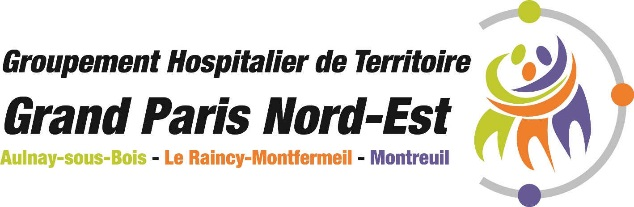 Groupement Hospitalier de Territoire
Grand Paris Nord-Est
Aulnay-sous-Bois - Le Raincy-Montfermeil - Montreuil